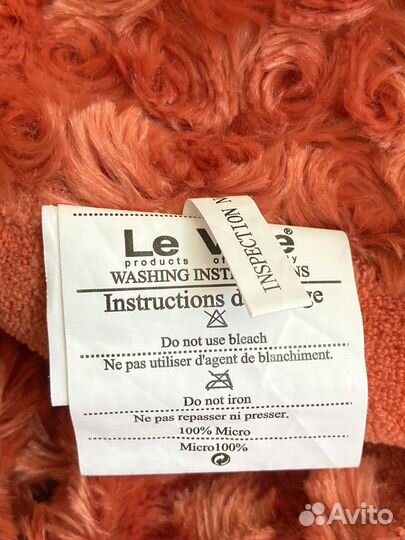 Le
products of
WASHING
Instructions
Do not use bleach
Ne pas utiliser d'agent de blanchiment.
Do not iron
Ne pas repasser ni presser.
100% Micro
Micro100%
INSPECTION
Avito